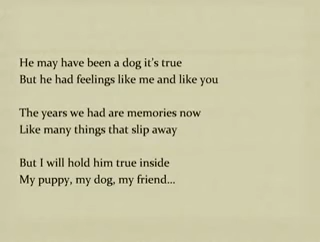 He may have been a dog it's true
But he had feelings like me and like you
The years we had are memories now
Like many things that slip away
But I will hold him true inside
My puppy, my dog, my friend...